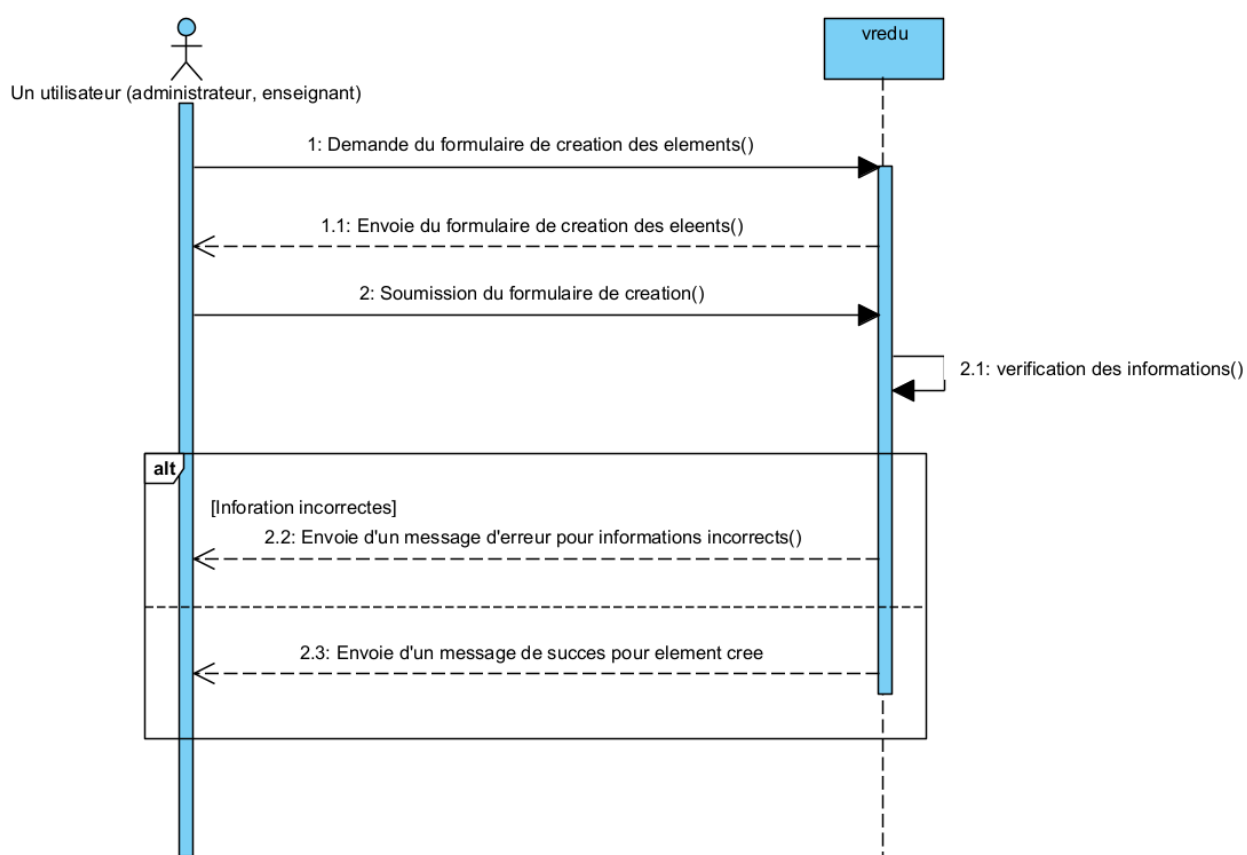 vredu
Un utilisateur (administrateur, enseignant)
1: Demande du formulaire de creation des elements()
1.1: Envoie du formulaire de creation des eleents()
2: Soumission du formulaire de creation()
2.1: verification des informations()
alt
[Inforation incorrectes]
2.2: Envoie d'un message d'erreur pour informations incorrects()
2.3: Envoie d'un message de succes pour element cree